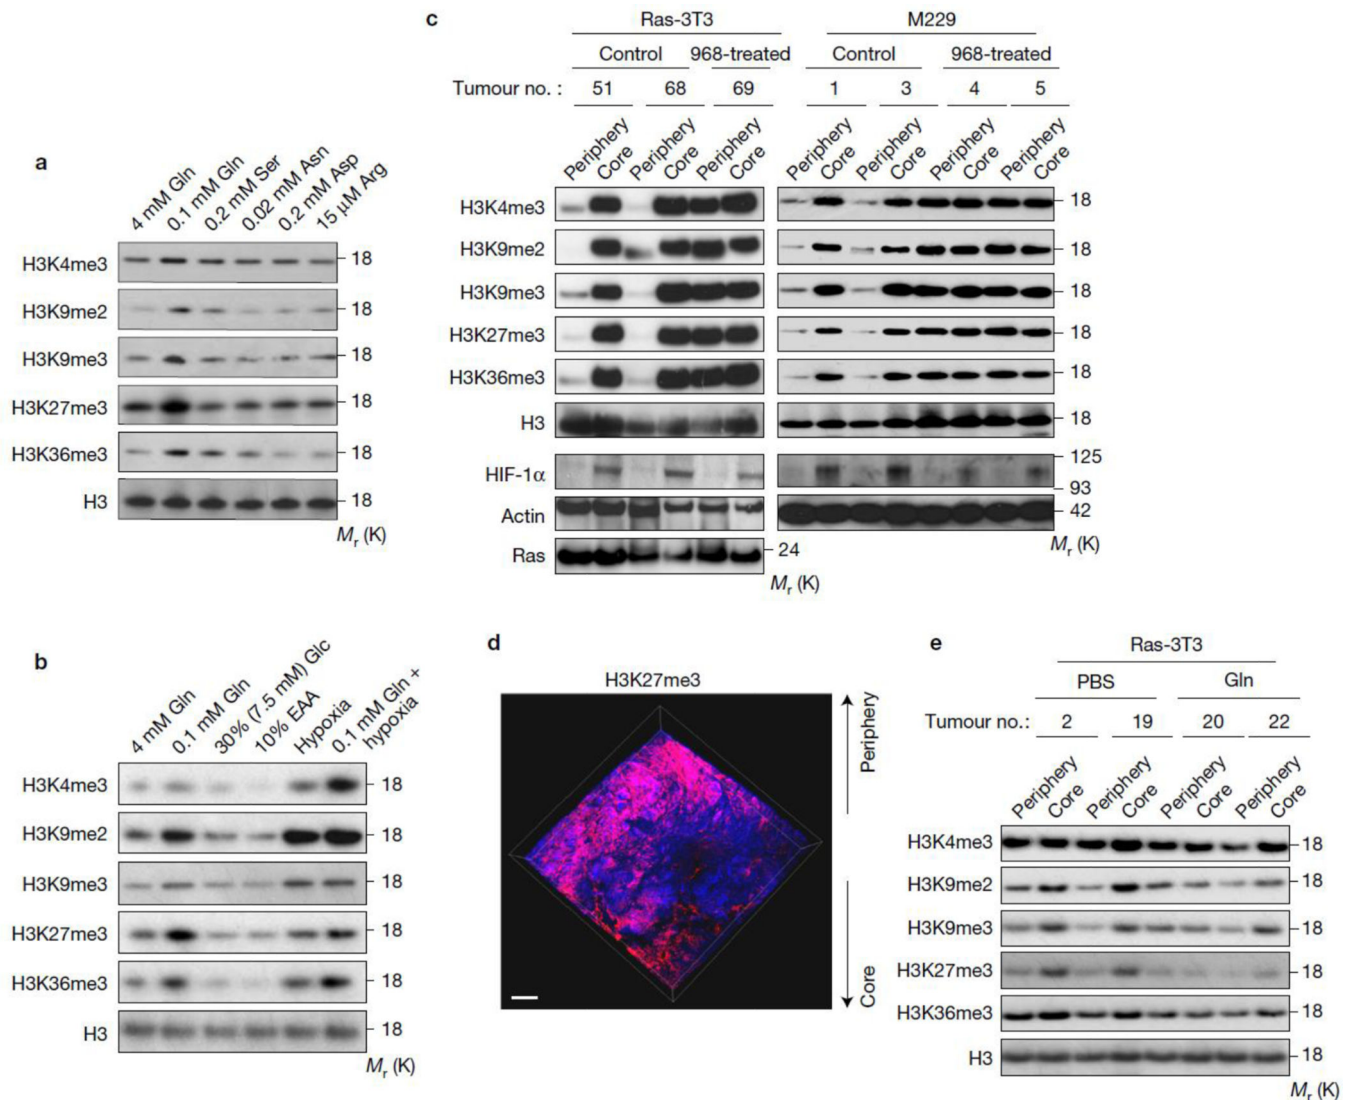 a
4 mM Gln
0.1 mM Gln
0.2 mM Ser
0.02 mM Asn
0.2 mM Asp
15 μM Arg
H3K4me3 18
H3K9me2 18
H3K9me3 18
H3K27me3 18
H3K36me3 18
H3 18
Mr (K)
b
4 mM Gln
0.1 mM Gln
30% (7.5 mM) Glc
10% EAA
Hypoxia
0.1 mM Gln +
hypoxia
H3K4me3 18
H3K9me2 18
H3K9me3 18
H3K27me3 18
H3K36me3 18
H3 18
Mr (K)
c
Ras-3T3 M229
Control 968-treated Control 968-treated
Tumour no. : 51 68 69 1 3 4 5
Periphery Core Periphery Core Periphery Core Periphery Core Periphery Core Periphery Core Periphery Core
H3K4me3 18
H3K9me2 18
H3K9me3 18
H3K27me3 18
H3K36me3 18
H3 18
HIF-1α 125
93
Actin 42
Ras 24
Mr (K)
Mr (K)
d
H3K27me3
Periphery
Core
e
Ras-3T3
PBS Gln
Tumour no.: 2 19 20 22
Periphery Core Periphery Core Periphery Core Periphery Core
H3K4me3 18
H3K9me2 18
H3K9me3 18
H3K27me3 18
H3K36me3 18
H3 18
Mr (K)